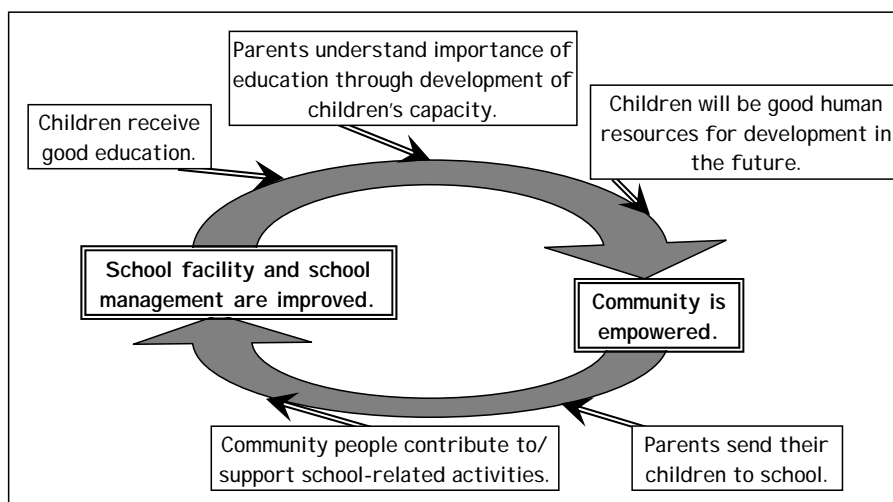 Parents understand importance of
education through development of
children's capacity.
Children receive
good education.
Children will be good human
resources for development in
the future.
School facility and school
management are improved.
Community is
empowered.
Community people contribute to/
support school-related activities.
Parents send their
children to school.